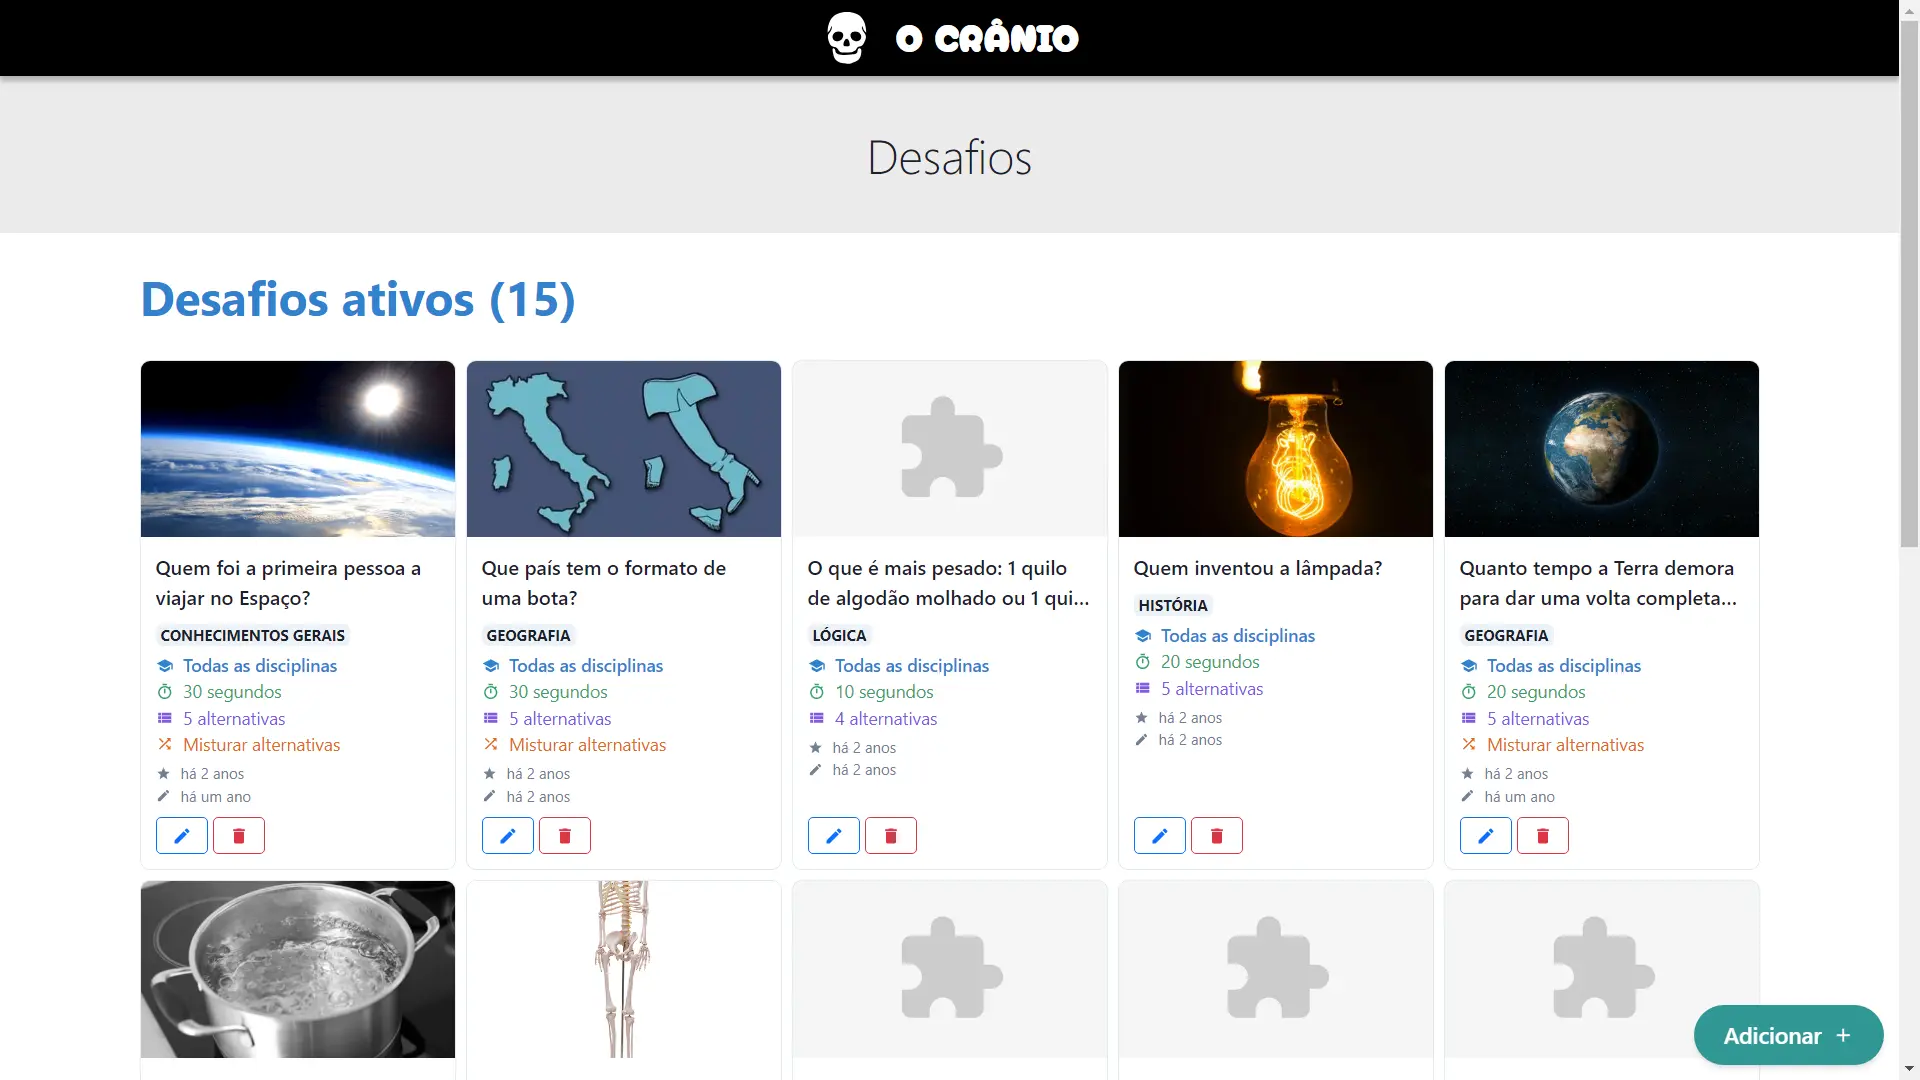 O CRÂNIO
Desafios
Desafios ativos (15)
Quem foi a primeira pessoa a
viajar no Espaço?
CONHECIMENTOS GERAIS
Todas as disciplinas
30 segundos
5 alternativas
Misturar alternativas
há 2 anos
há um ano
Que país tem o formato de
uma bota?
GEOGRAFIA
Todas as disciplinas
30 segundos
5 alternativas
Misturar alternativas
há 2 anos
há 2 anos
O que é mais pesado: 1 quilo
de algodão molhado ou 1 qui...
LÓGICA
Todas as disciplinas
10 segundos
4 alternativas
há 2 anos
há 2 anos
Quem inventou a lâmpada?
HISTÓRIA
Todas as disciplinas
20 segundos
5 alternativas
há 2 anos
há 2 anos
Quanto tempo a Terra demora
para dar uma volta completa...
GEOGRAFIA
Todas as disciplinas
20 segundos
5 alternativas
Misturar alternativas
há 2 anos
há um ano
Adicionar +